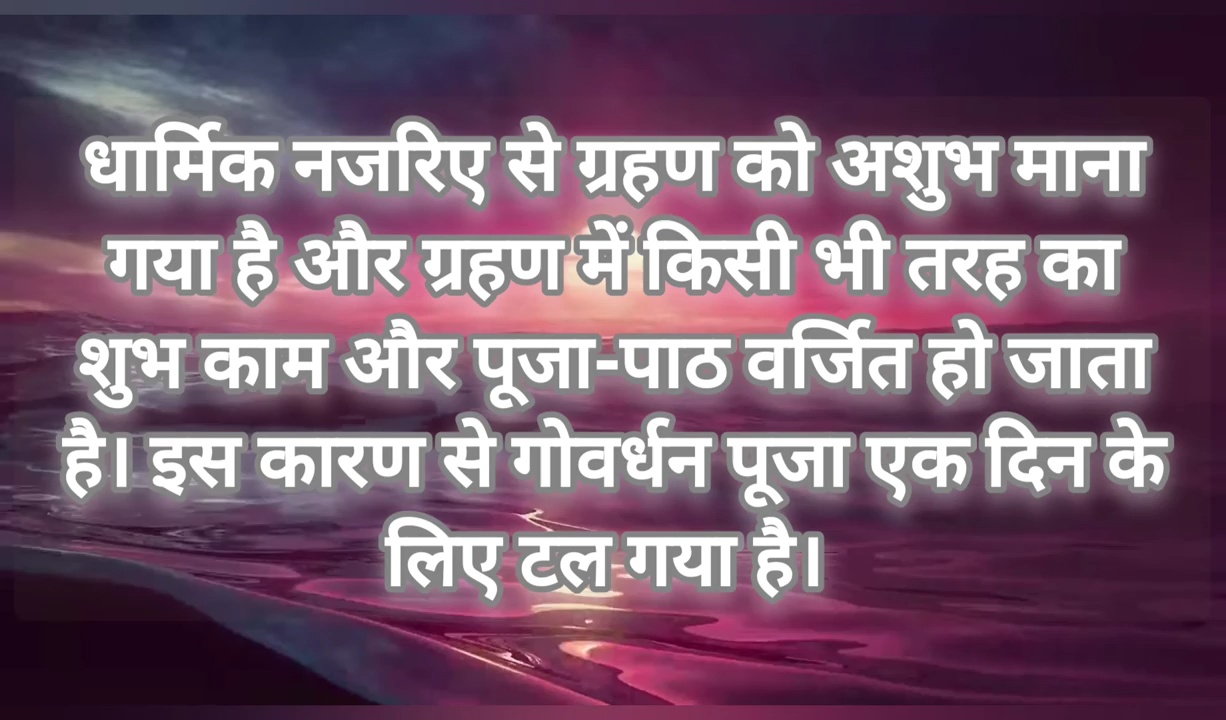 धार्मिक नजरिए से ग्रहण को अशुभ माना
गया है और ग्रहण में किसी भी तरह का
शुभ काम और पूजा-पाठ वर्जित हो जाता
है। इस कारण से गोवर्धन पूजा एक दिन के
लिए टल गया है।